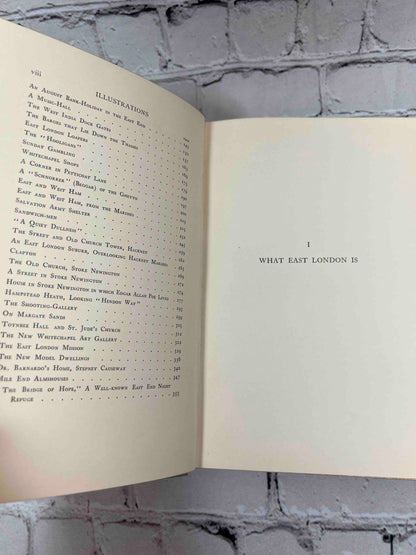 viii
ILLUSTRATIONS
PAGE
An August Bank-Holiday in the East End
A Music-Hall
The West India Dock Gates
The Barges that Lie Down the Thames
East London Loafers
The "Hooligans"
Sunday Gambling
Whitechapel Shops
A Corner in Petticoat Lane
A "Schnorrer" (Beggar) of the Ghetto
East and West Ham
East and West Ham, from the Marshes
Salvation Army Shelter
Sandwich-men
"A Quiet Dullness"
The Street and Old Church Tower, Hackney
An East London Suburb, Overlooking Hackney Marshes
Clapton
The Old Church, Stoke Newington
A Street in Stoke Newington
House in Stoke Newington in which Edgar Allan Poe Lived
Hampstead Heath, Looking "Hendon Way"
The Shooting-Gallery
On Margate Sands
Toynbee Hall and St. Jude's Church
The New Whitechapel Art Gallery
The East London Mission
The New Model Dwellings 336
Dr. Barnardo's Home, Stepney Causeway 340
Mile End Almshouses 347
"The Bridge of Hope," A Well-known East End Night
Refuge 355
I
WHAT EAST LONDON IS